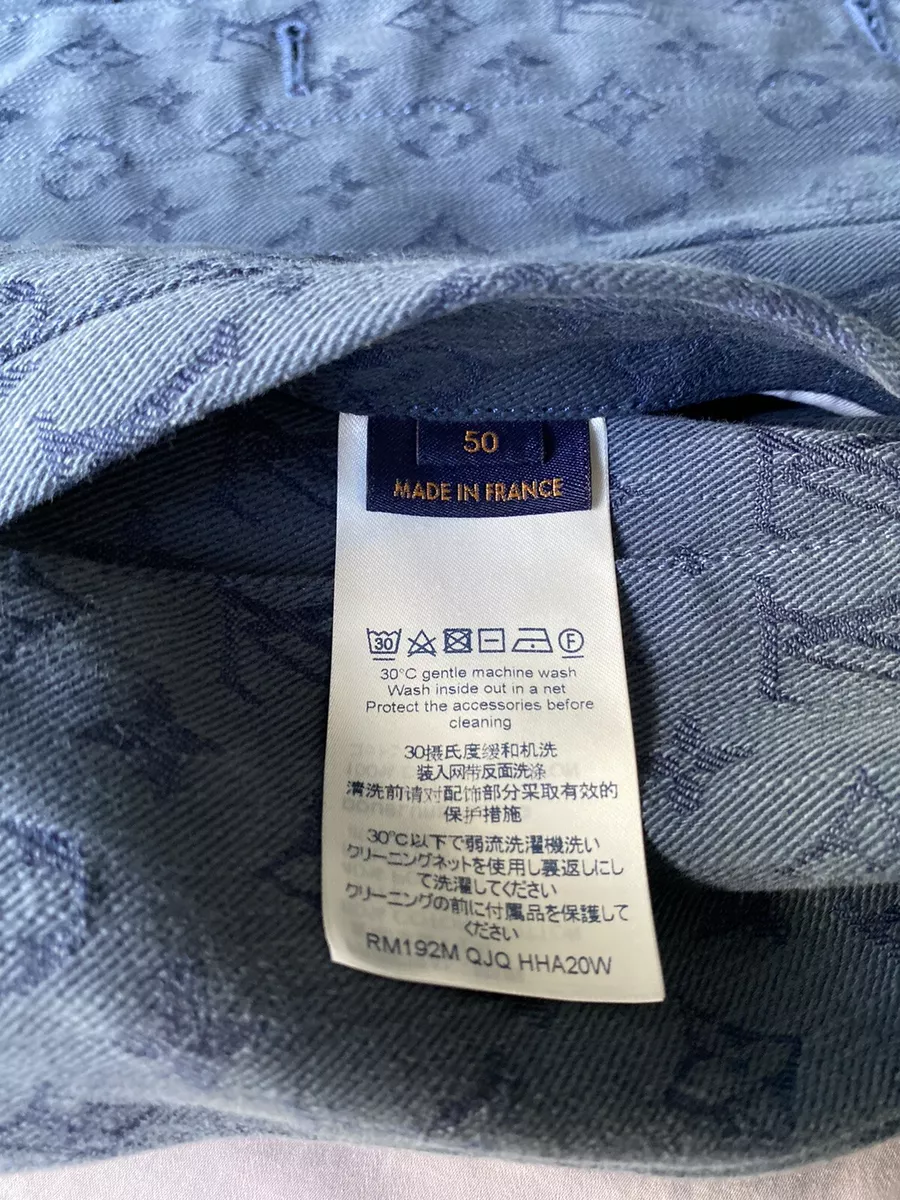 50
MADE IN FRANCE
30
F
30°C gentle machine wash
Wash inside out in a net
Protect the accessories before
cleaning
30摄氏度缓和机洗
装入网带反面洗涤
清洗前请对配饰部分采取有效的
保护措施
30°C以下で弱流洗濯機洗い
クリーニングネットを使用し裏返しにし
て洗濯してください
クリーニングの前に付属品を保護して
ください
RM192M QJQ HHA20W